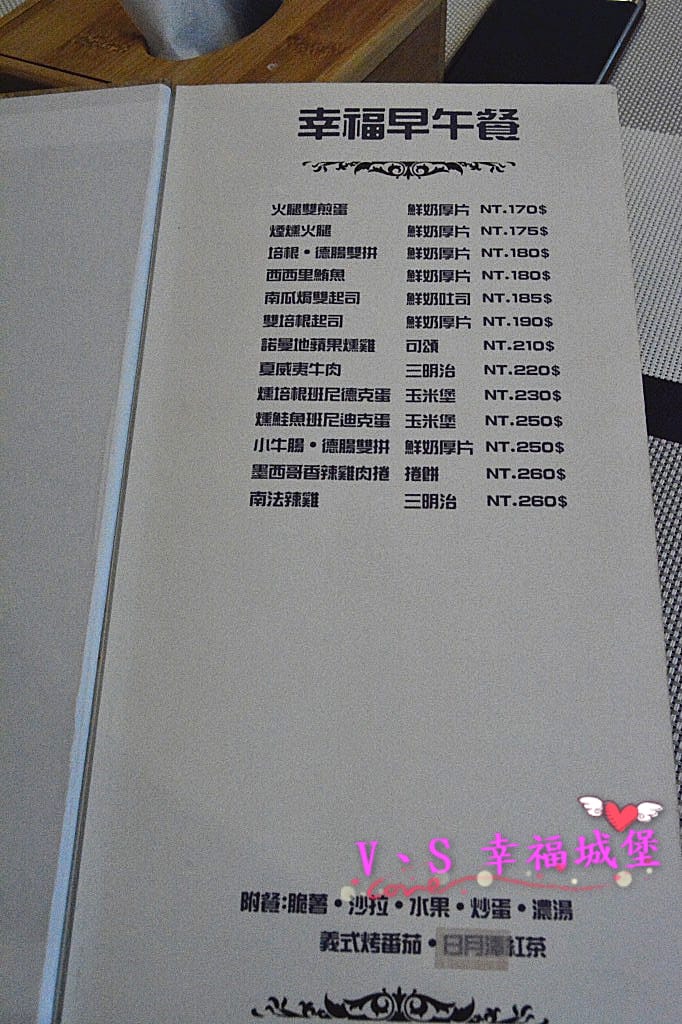 幸福早午餐
火腿雙煎蛋 鮮奶厚片 NT.170$
煙燻火腿 鮮奶厚片 NT.175$
培根•德腸雙拼 鮮奶厚片 NT.180$
西西里鮪魚 鮮奶厚片 NT.180$
南瓜焗雙起司 鮮奶吐司 NT.185$
雙培根起司 鮮奶厚片 NT.190$
諾曼地蘋果燻雞 可頌 NT.210$
夏威夷牛肉 三明治 NT.220$
燻培根班尼德克蛋 玉米堡 NT.230$
燻鮭魚班尼迪克蛋 玉米堡 NT.250$
小牛腸•德腸雙拼 鮮奶厚片 NT.250$
墨西哥香辣雞肉捲 捲餅 NT.260$
南法辣雞 三明治 NT.260$
V、S 幸福城堡
附餐:脆薯•沙拉•水果•炒蛋•濃湯
義式烤番茄•日月潭紅茶